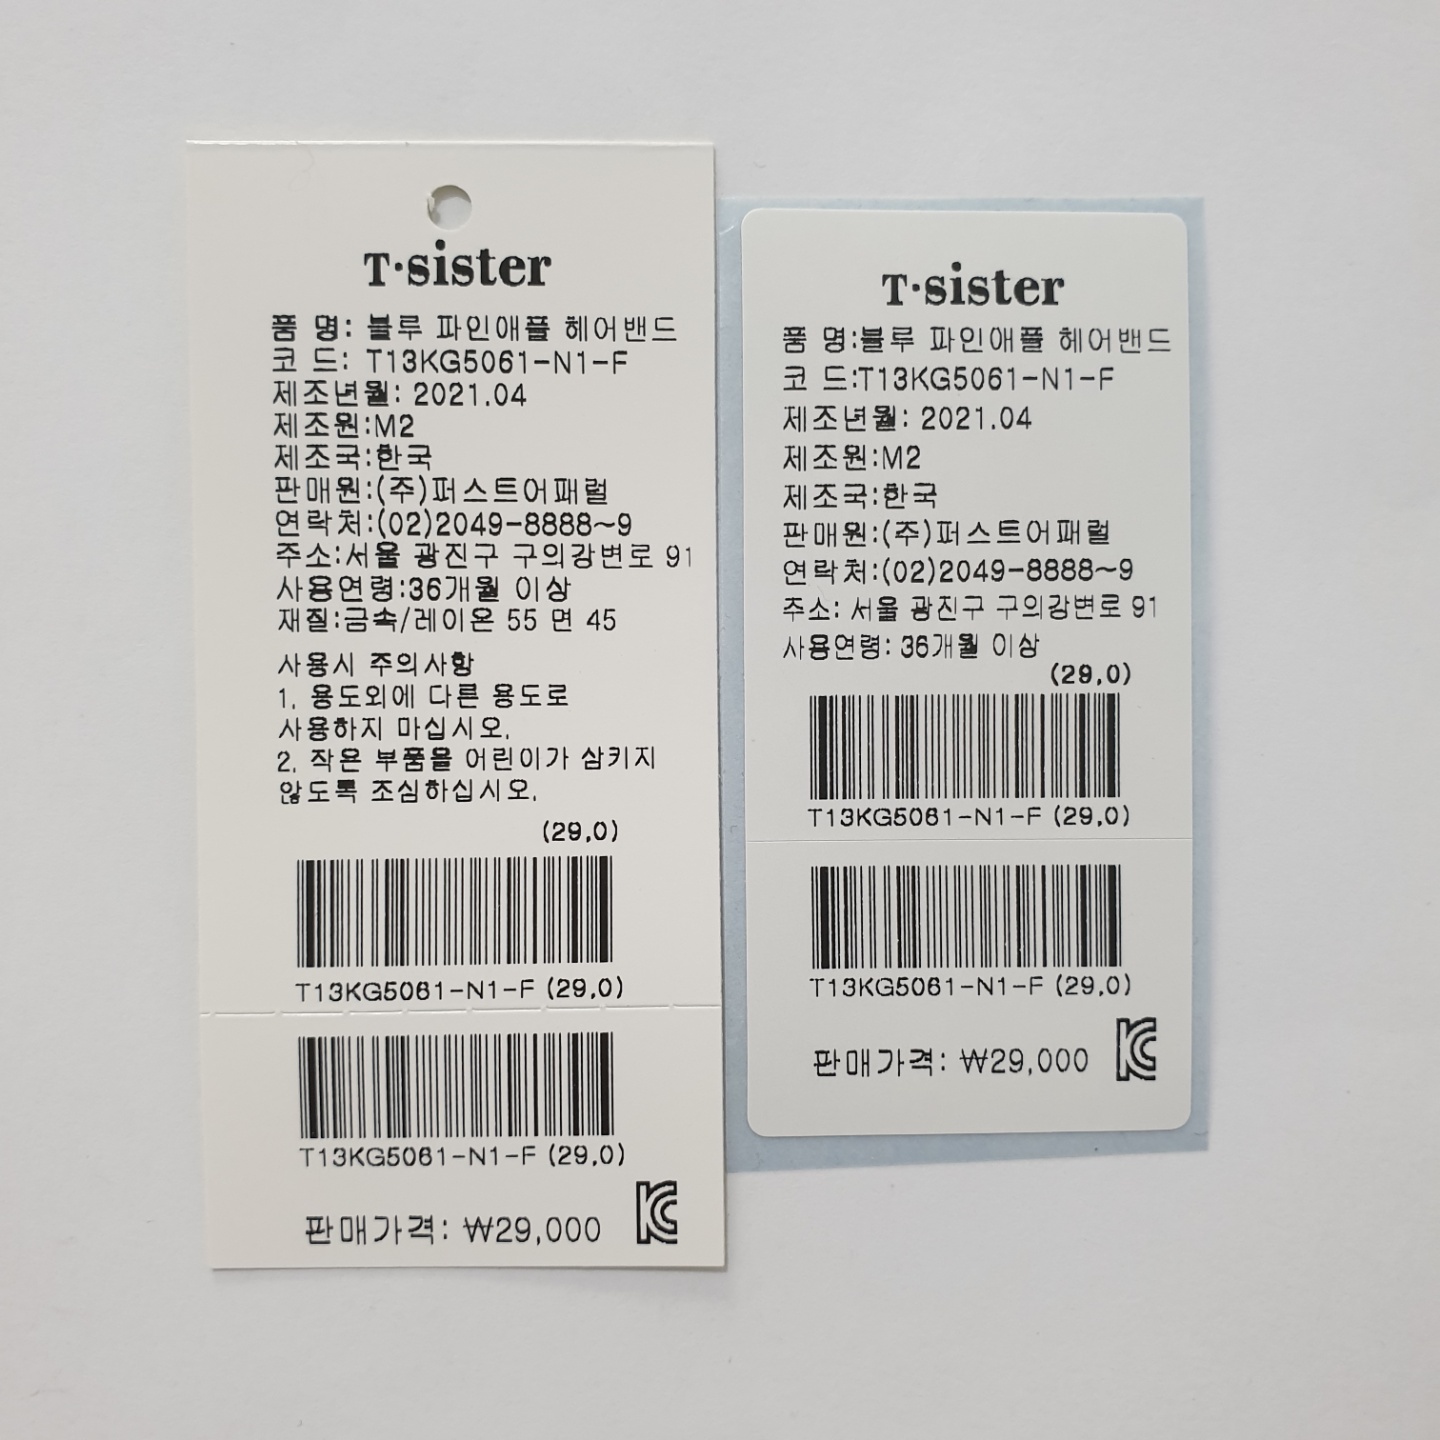 T·sister
품 명: 블루 파인애플 헤어밴드
코 드: T13KG5061-N1-F
제조년월: 2021.04
제조원:M2
제조국:한국
판매원:(주)퍼스트어패럴
연락처:(02)2049-8888~9
주소:서울 광진구 구의강변로 91
사용연령:36개월 이상
재질:금속/레이온 55 면 45
사용시 주의사항
1. 용도외에 다른 용도로
사용하지 마십시오.
2. 작은 부품을 어린이가 삼키지
않도록 조심하십시오.
(29.0)
T13KG5061-N1-F (29.0)
T13KG5061-N1-F (29.0)
판매가격: ₩29,000
KC
T·sister
품 명:블루 파인애플 헤어밴드
코 드:T13KG5061-N1-F
제조년월: 2021.04
제조원:M2
제조국:한국
판매원:(주)퍼스트어패럴
연락처:(02)2049-8888~9
주소: 서울 광진구 구의강변로 91
사용연령: 36개월 이상
(29.0)
T13KG5061-N1-F (29.0)
T13KG5061-N1-F (29.0)
판매가격: ₩29,000
KC